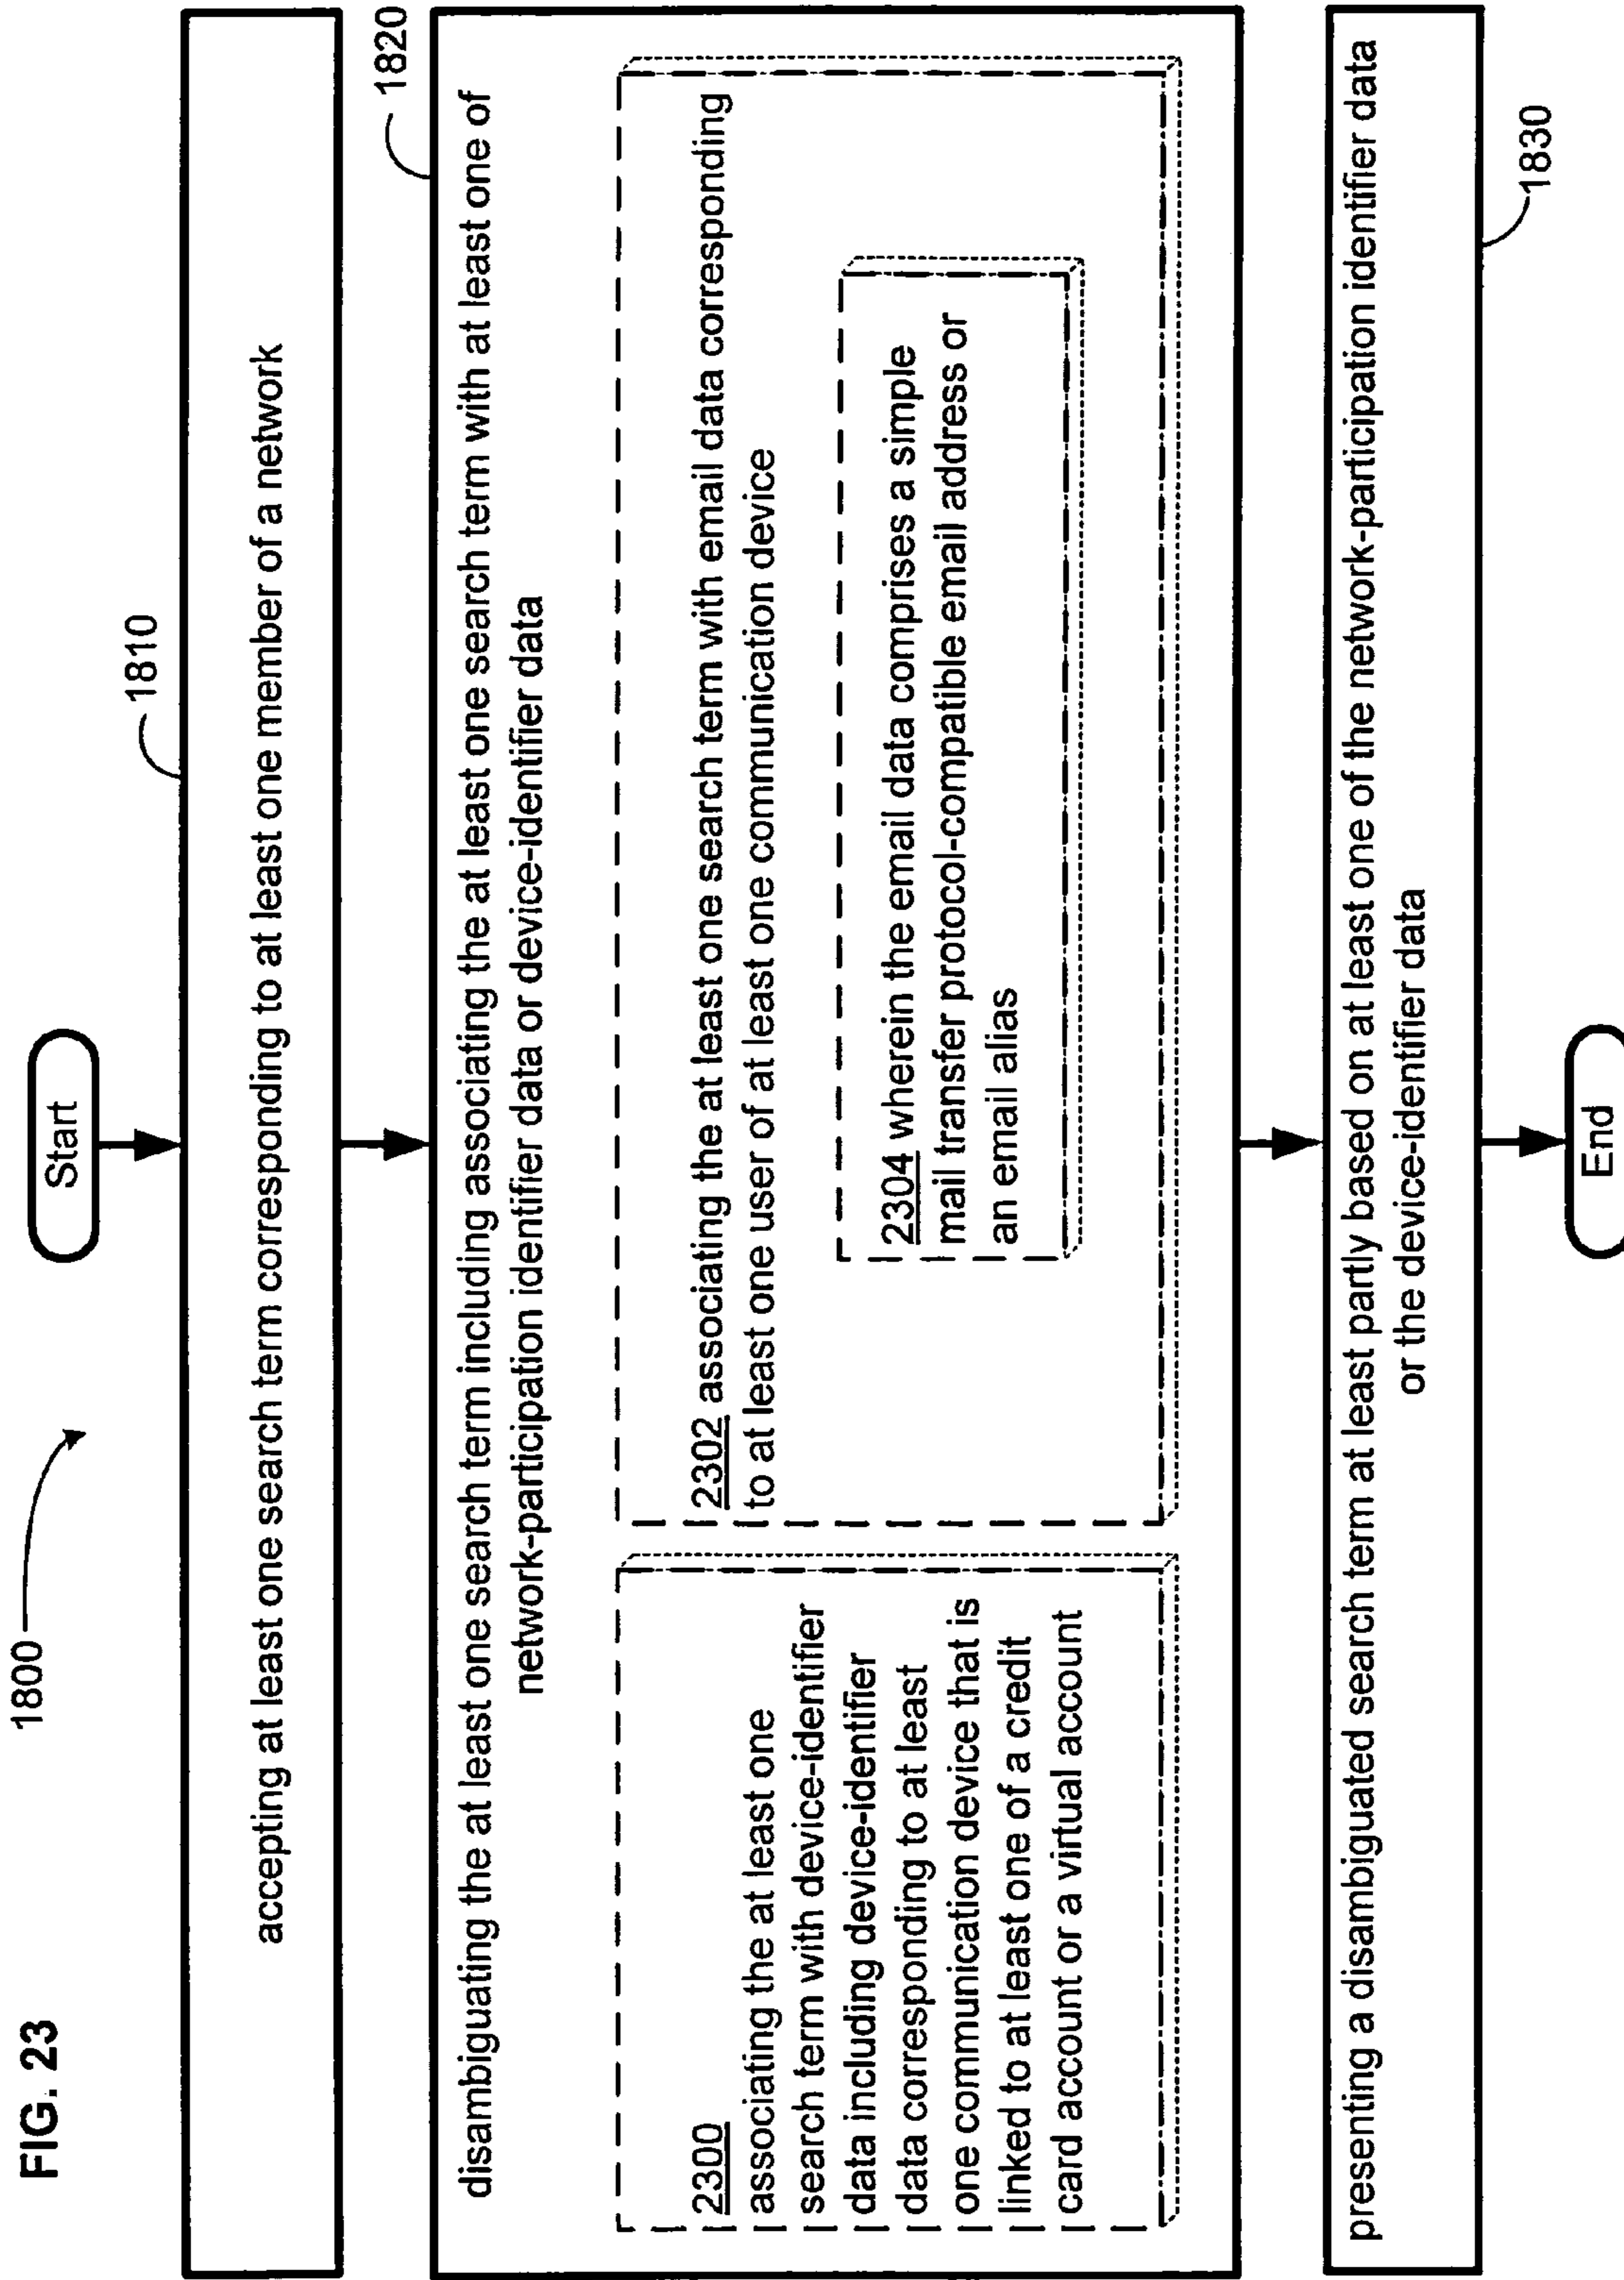 FIG. 23
1800
Start
1810
accepting at least one search term corresponding to at least one member of a network
1820
disambiguating the at least one search term including associating the at least one search term with at least one of
network-participation identifier data or device-identifier data
2300
associating the at least one
search term with device-identifier
data including device-identifier
data corresponding to at least
one communication device that is
linked to at least one of a credit
card account or a virtual account
2302 associating the at least one search term with email data corresponding
to at least one user of at least one communication device
2304 wherein the email data comprises a simple
mail transfer protocol-compatible email address or
an email alias
presenting a disambiguated search term at least partly based on at least one of the network-participation identifier data
or the device-identifier data
1830
End